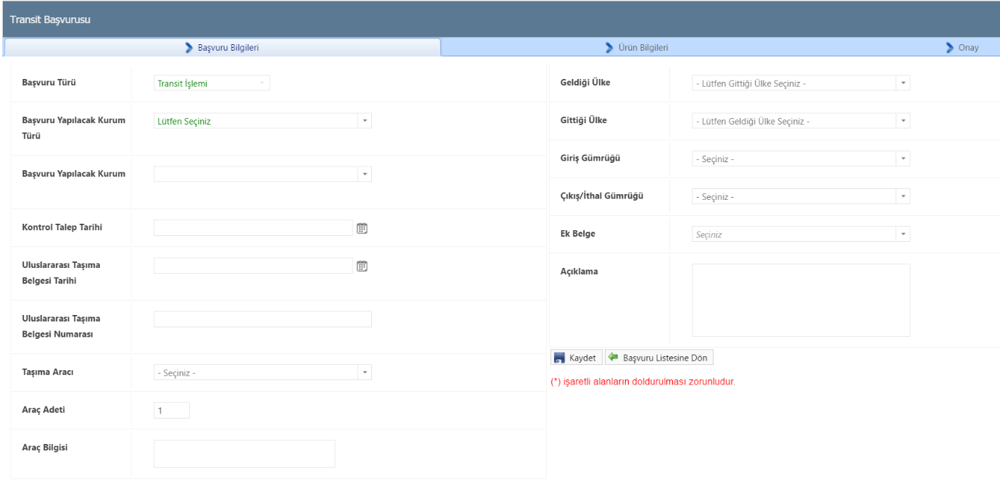 Transit Başvurusu
Başvuru Bilgileri
Ürün Bilgileri
Onay
Başvuru Türü
Transit İşlemi
Başvuru Yapılacak Kurum
Türü
Lütfen Seçiniz
Başvuru Yapılacak Kurum
Kontrol Talep Tarihi
Uluslararası Taşıma
Belgesi Tarihi
Uluslararası Taşıma
Belgesi Numarası
Taşıma Aracı
- Seçiniz -
Araç Adeti
1
Araç Bilgisi
Geldiği Ülke
- Lütfen Gittiği Ülke Seçiniz -
Gittiği Ülke
- Lütfen Geldiği Ülke Seçiniz -
Giriş Gümrüğü
- Seçiniz -
Çıkış/İthal Gümrüğü
- Seçiniz -
Ek Belge
Seçiniz
Açıklama
Kaydet
Başvuru Listesine Dön
(*) işaretli alanların doldurulması zorunludur.